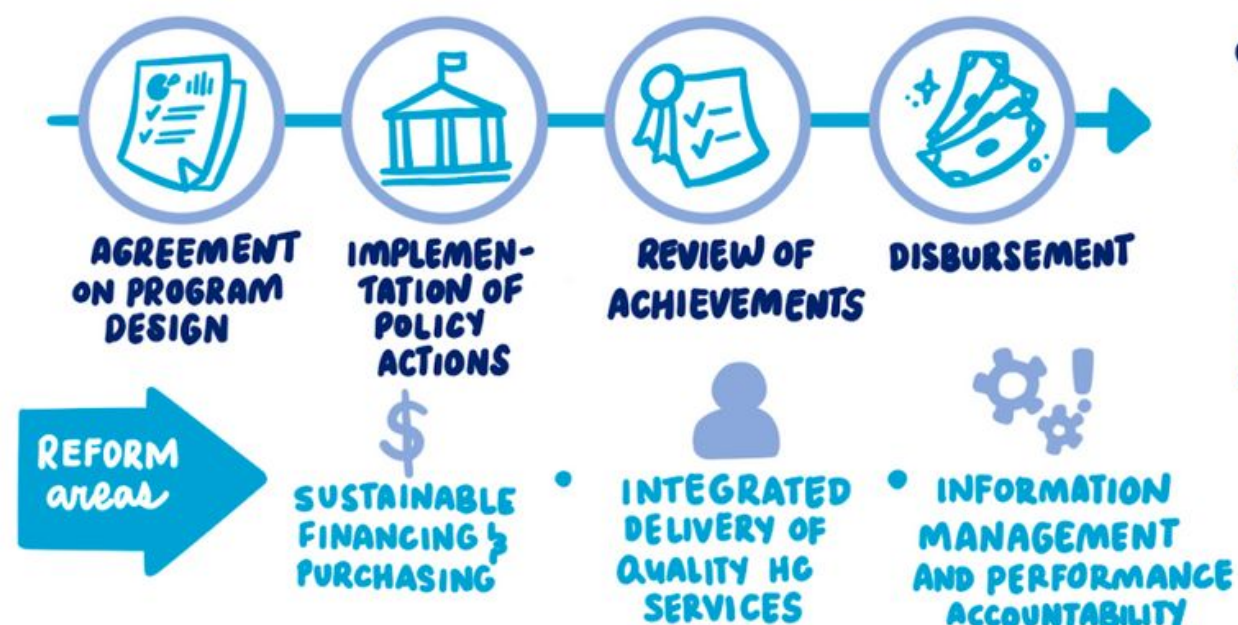 AGREEMENT
ON PROGRAM
DESIGN
IMPLEMEN-
TATION OF
POLICY
ACTIONS
REVIEW OF
ACHIEVEMENTS
DISBURSEMENT
REFORM
areas
$
SUSTAINABLE
FINANCING &
PURCHASING
• INTEGRATED
DELIVERY OF
QUALITY HC
SERVICES
• INFORMATION
MANAGEMENT
AND PERFORMANCE
ACCOUNTABILITY